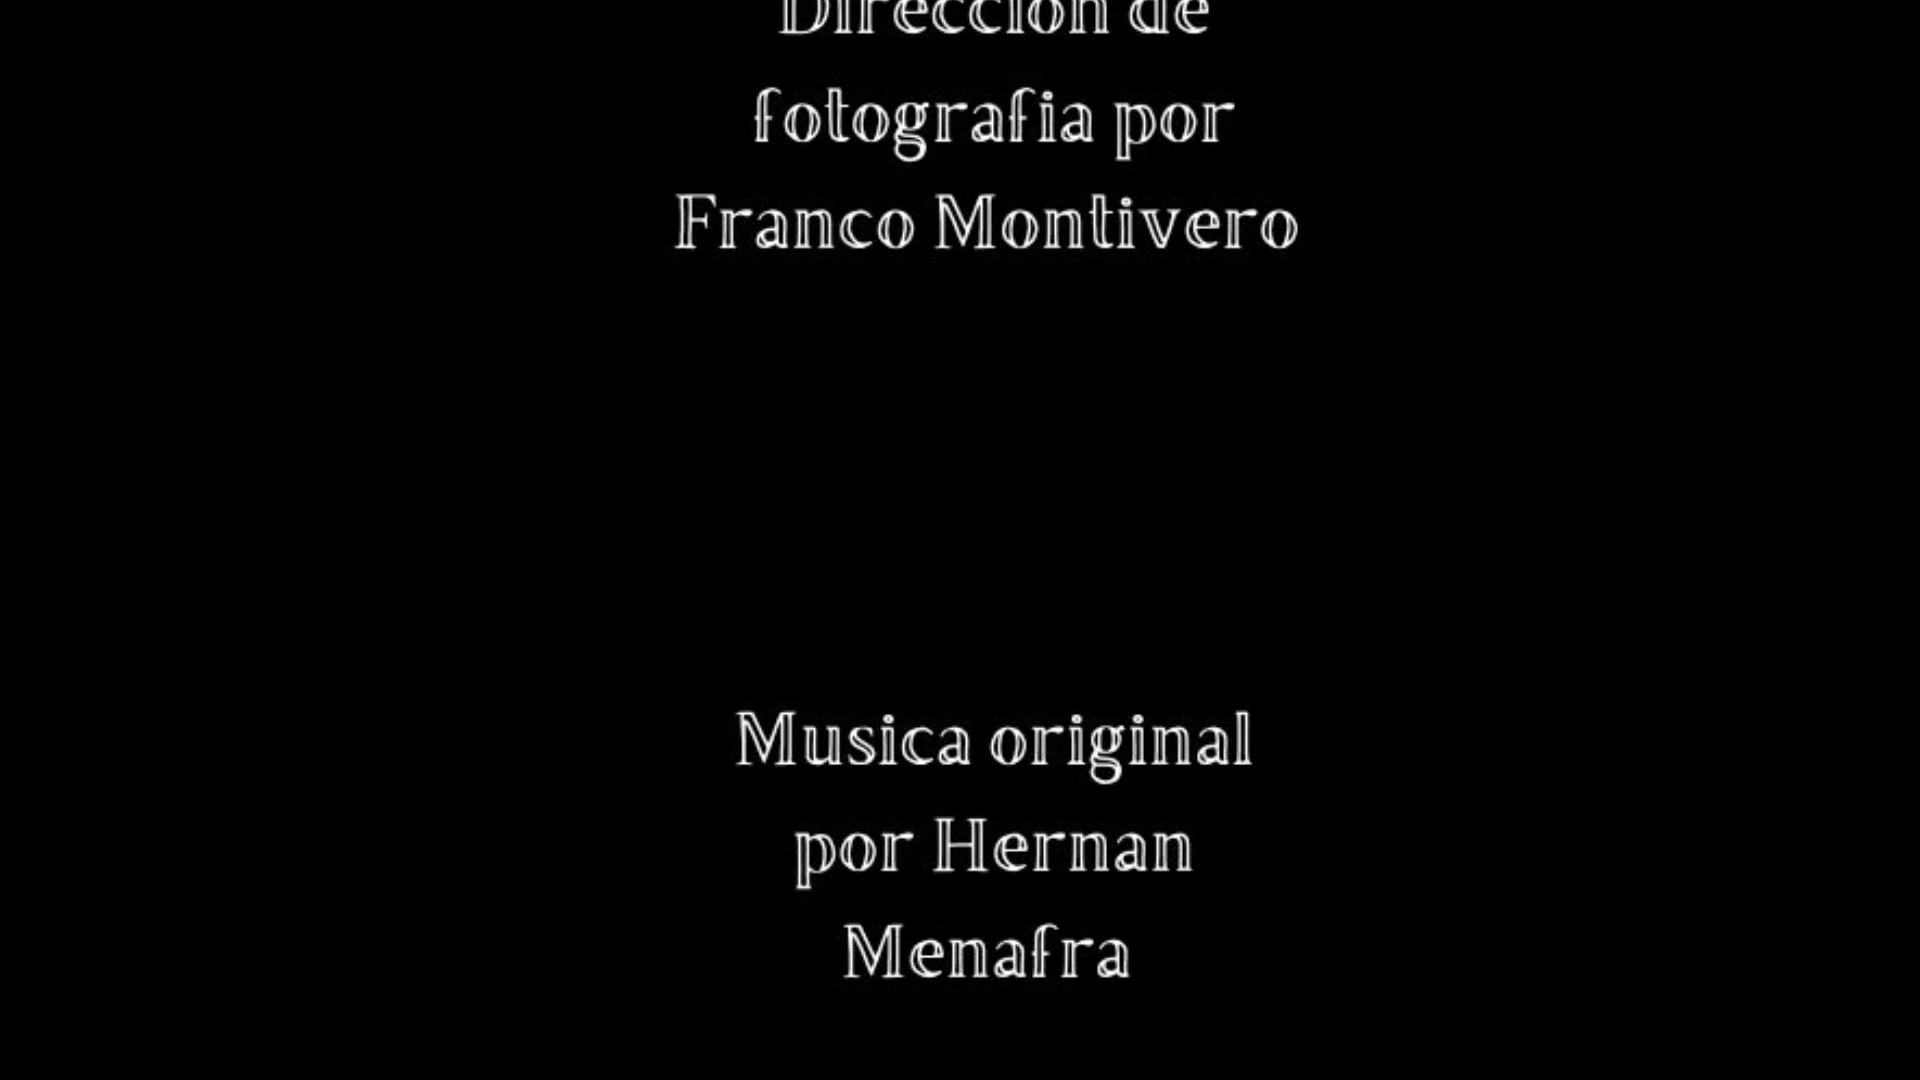 Direccion de
fotografia por
Franco Montivero
Musica original
por Hernan
Menafra